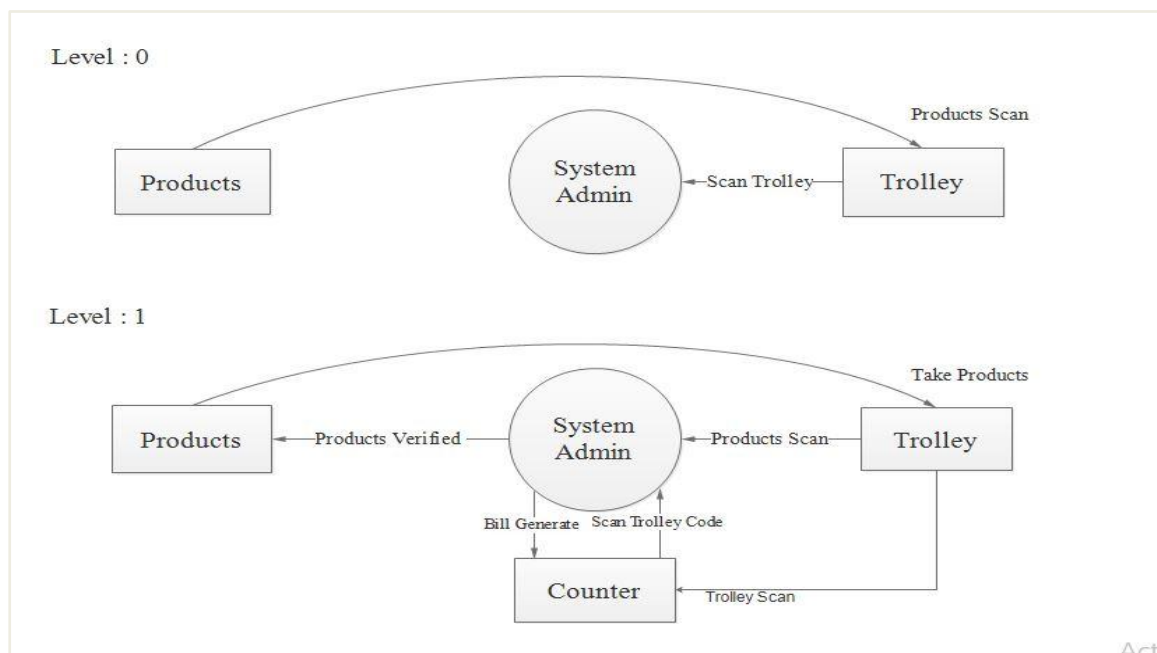 Level : 0
Products Scan
Products
System
Admin
Scan Trolley
Trolley
Level : 1
Take Products
Products
Products Verified
System
Admin
Products Scan
Trolley
Bill Generate
Scan Trolley Code
Counter
Trolley Scan